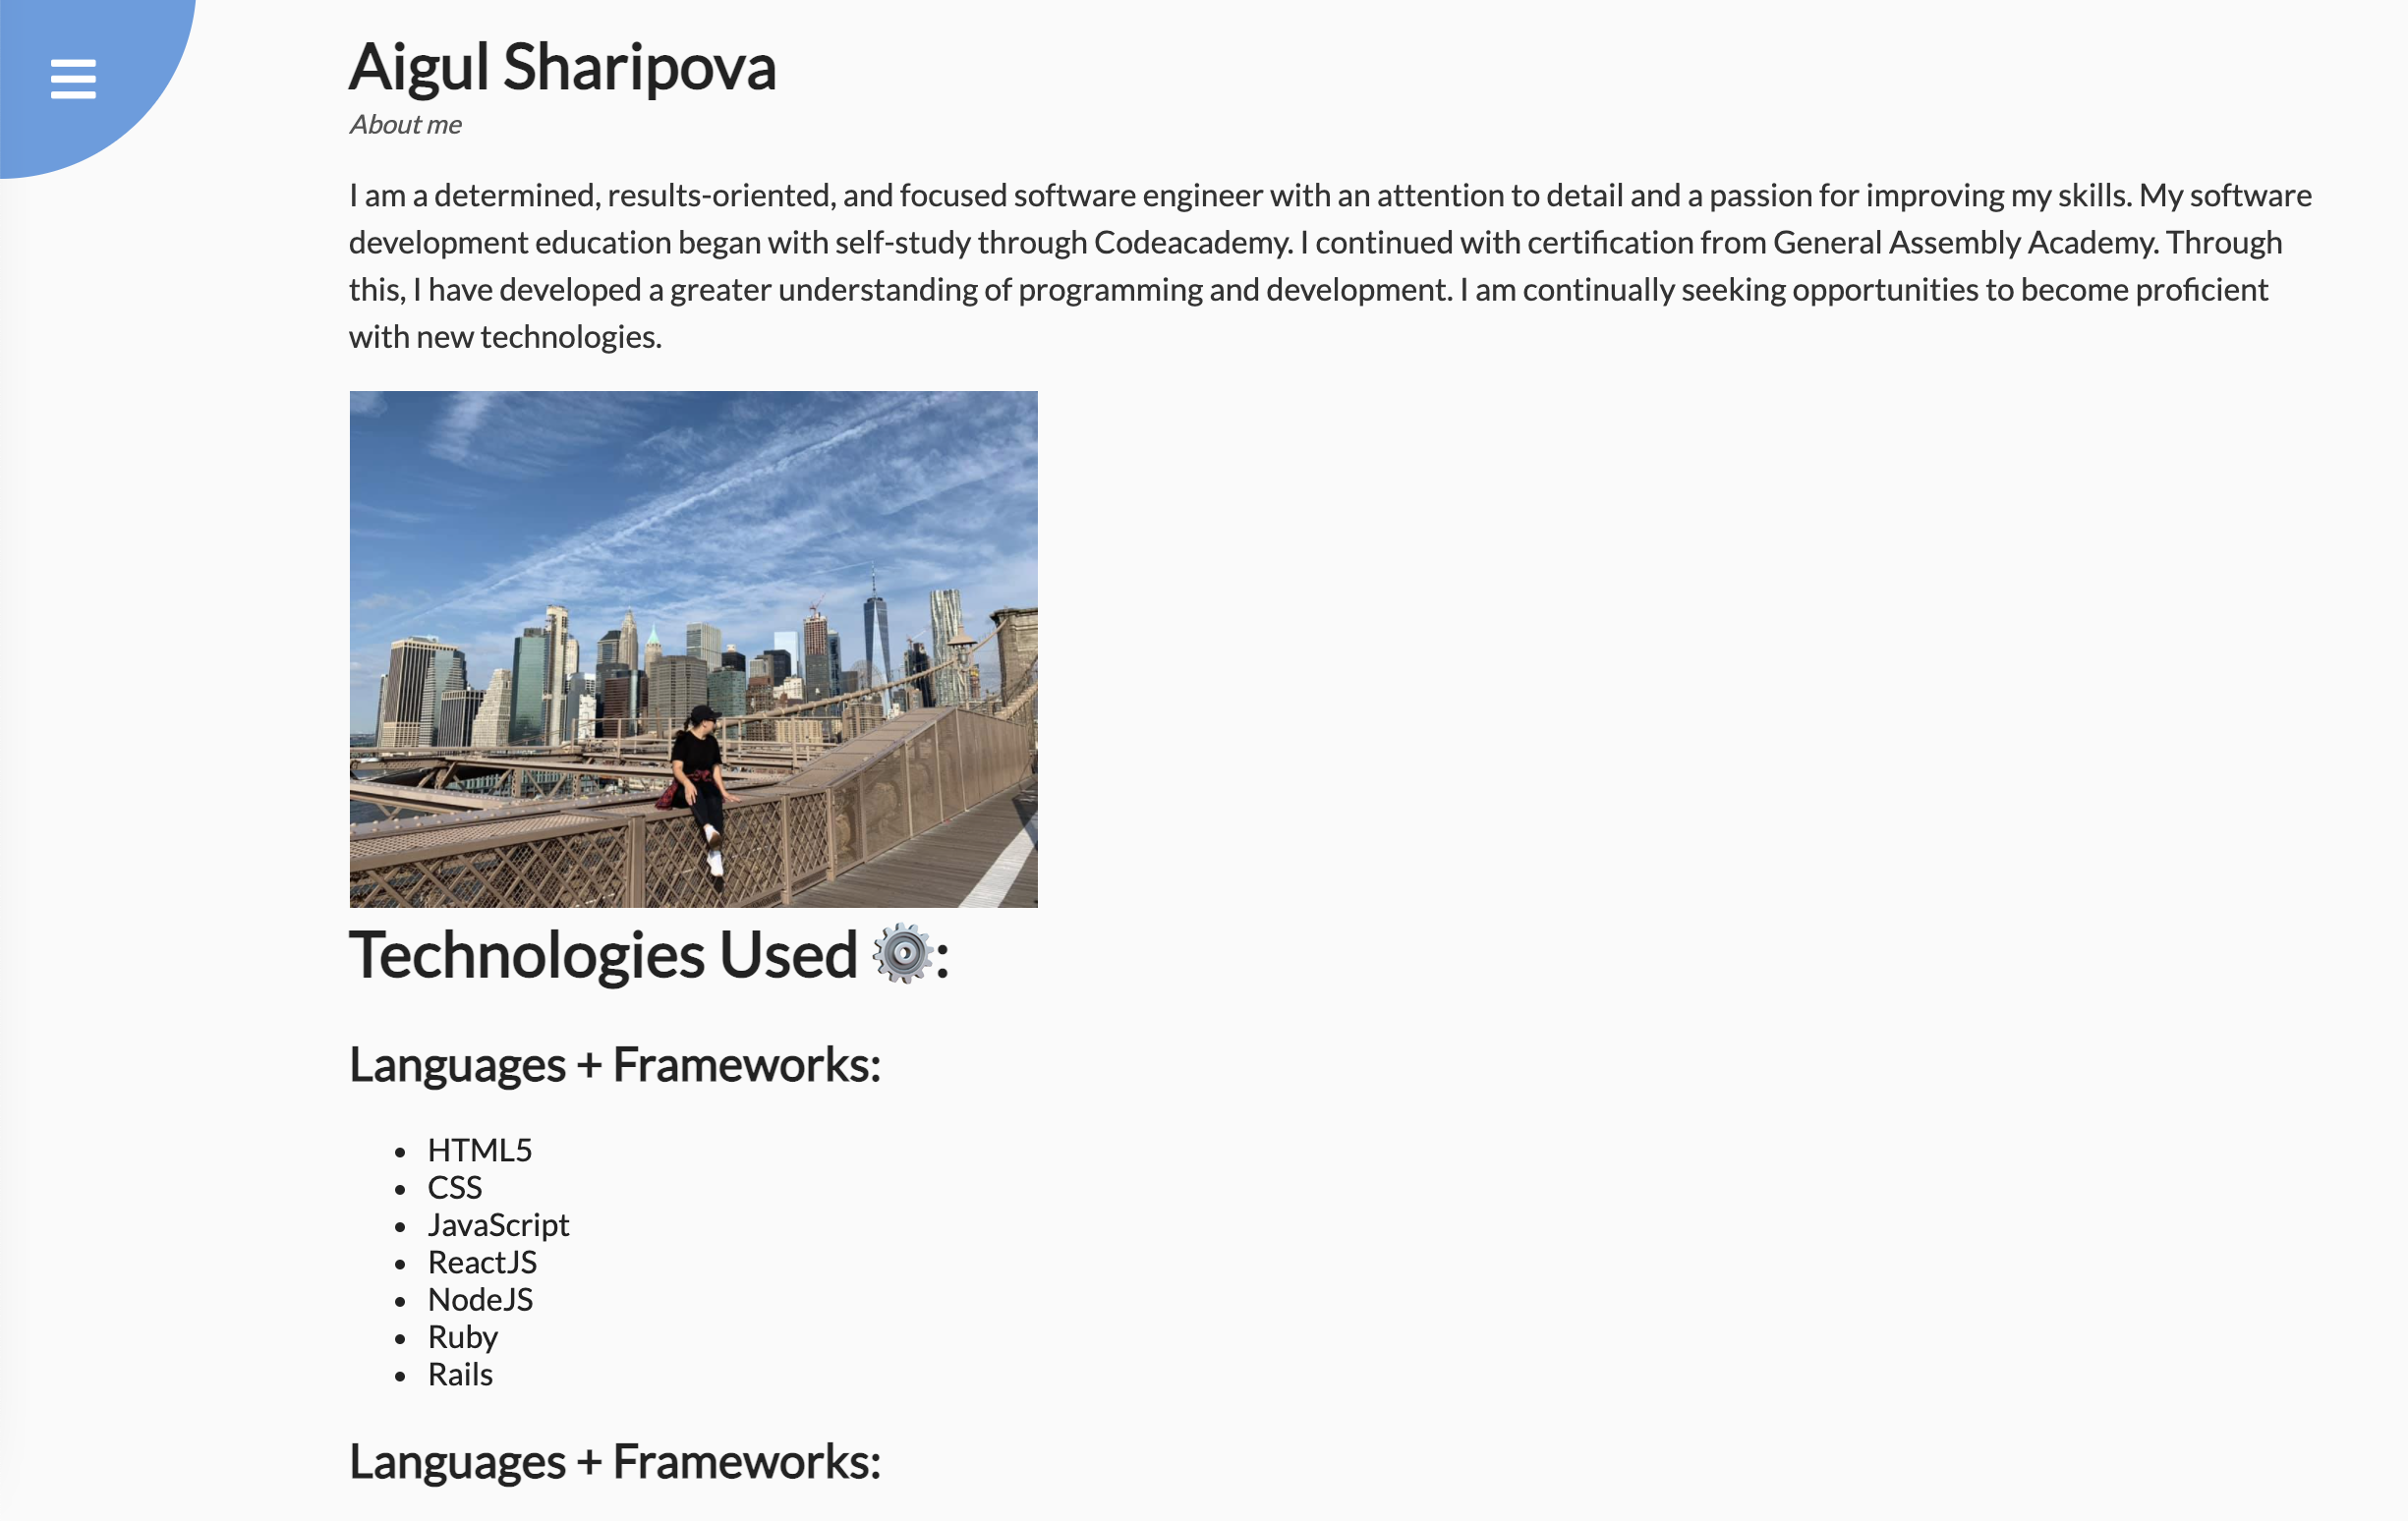 Aigul Sharipova
About me
I am a determined, results-oriented, and focused software engineer with an attention to detail and a passion for improving my skills. My software
development education began with self-study through Codeacademy. I continued with certification from General Assembly Academy. Through
this, I have developed a greater understanding of programming and development. I am continually seeking opportunities to become proficient
with new technologies.
Technologies Used ⚙️:
Languages + Frameworks:
• HTML5
• CSS
• JavaScript
• ReactJS
• NodeJS
• Ruby
• Rails
Languages + Frameworks: